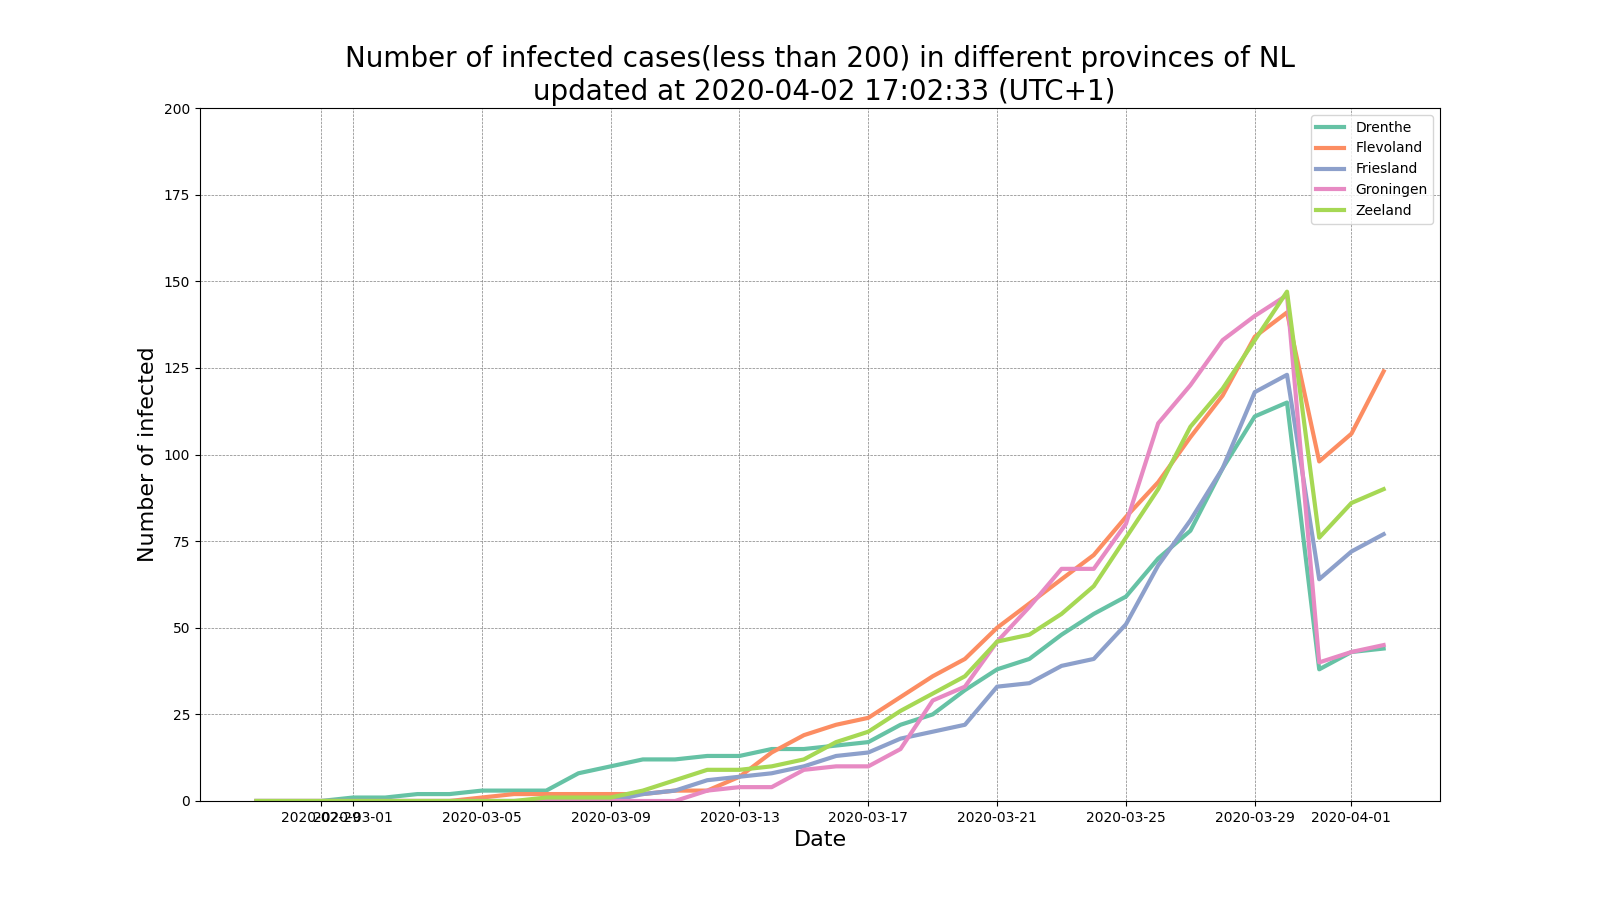 Number of infected cases(less than 200) in different provinces of NL
updated at 2020-04-02 17:02:33 (UTC+1)
200
175
150
125
100
75
50
25
0
Number of infected
Drenthe
Flevoland
Friesland
Groningen
Zeeland
2020-02-29
2020-03-01
2020-03-05
2020-03-09
2020-03-13
2020-03-17
2020-03-21
2020-03-25
2020-03-29
2020-04-01
Date